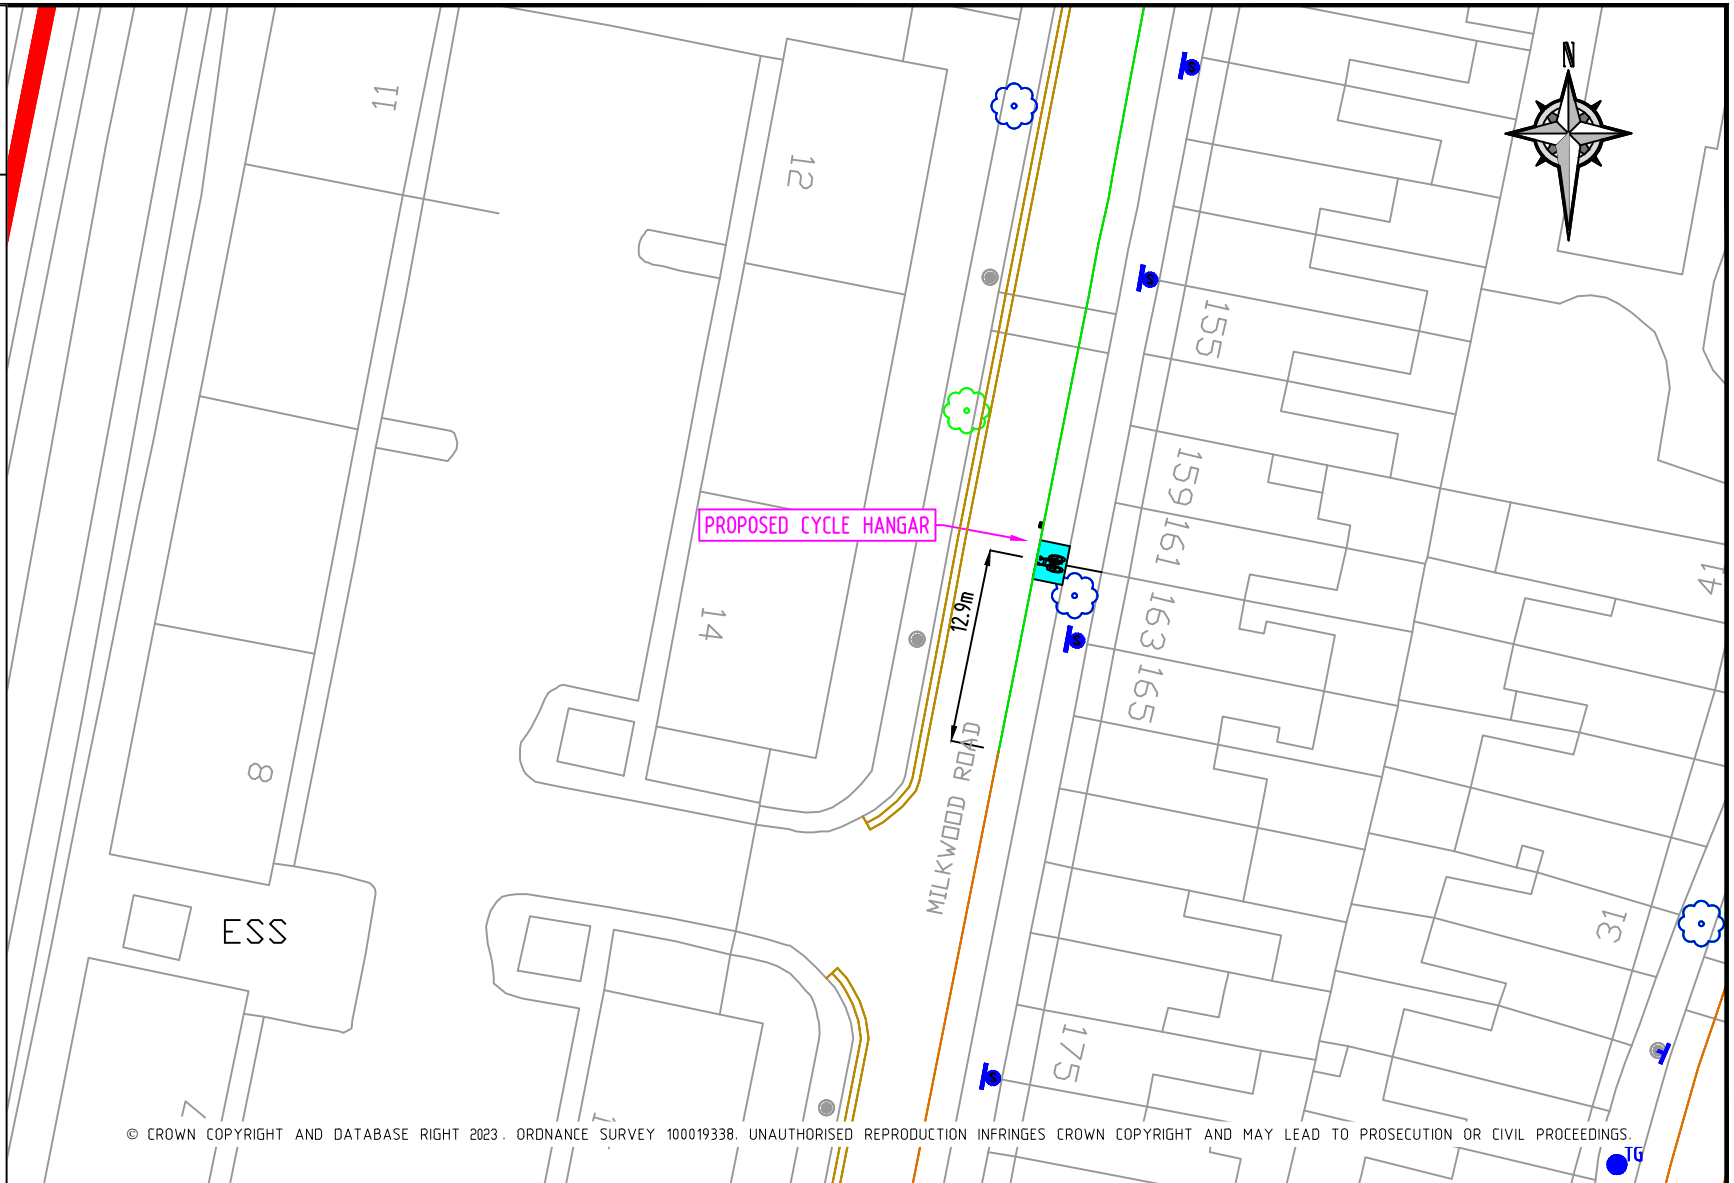 N
11
12
155
PROPOSED CYCLE HANGAR
159
161
41
12.9m
14
163
165
8
MILKWOOD ROAD
ESS
31
175
7
© CROWN COPYRIGHT AND DATABASE RIGHT 2023. ORDNANCE SURVEY 100019338. UNAUTHORISED REPRODUCTION INFRINGES CROWN COPYRIGHT AND MAY LEAD TO PROSECUTION OR CIVIL PROCEEDINGS.
TG